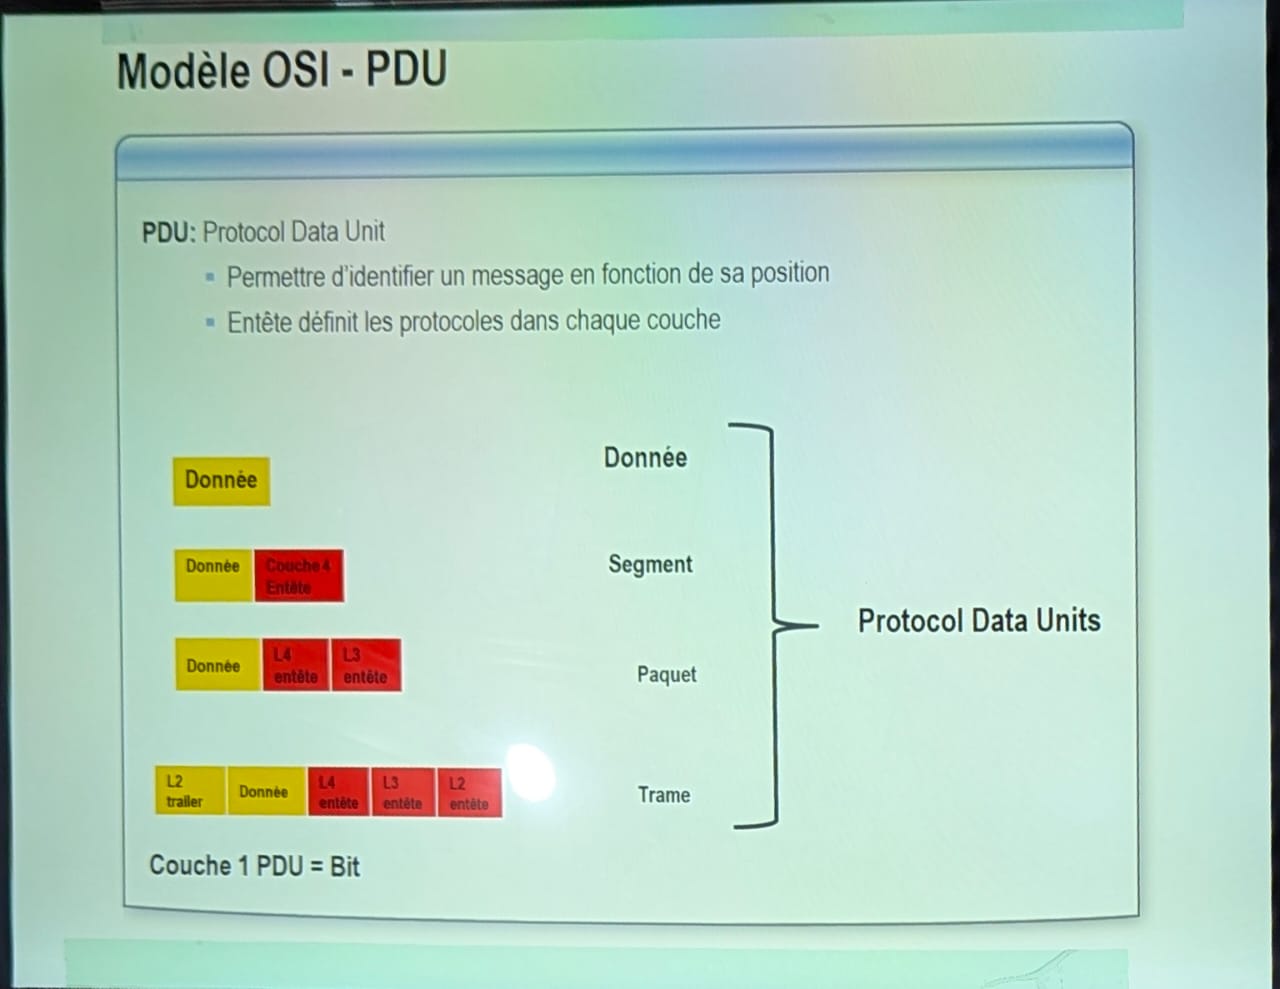 Modèle OSI - PDU
PDU: Protocol Data Unit
Permettre d'identifier un message en fonction de sa position
Entête définit les protocoles dans chaque couche
Donnée
Donnée
Donnée
Couche 4
Entête
Segment
Donnée
L4
entête
L3
entête
Paquet
Protocol Data Units
L2
trailer
Donnée
L4
entête
L3
entête
L2
entête
Trame
Couche 1 PDU = Bit